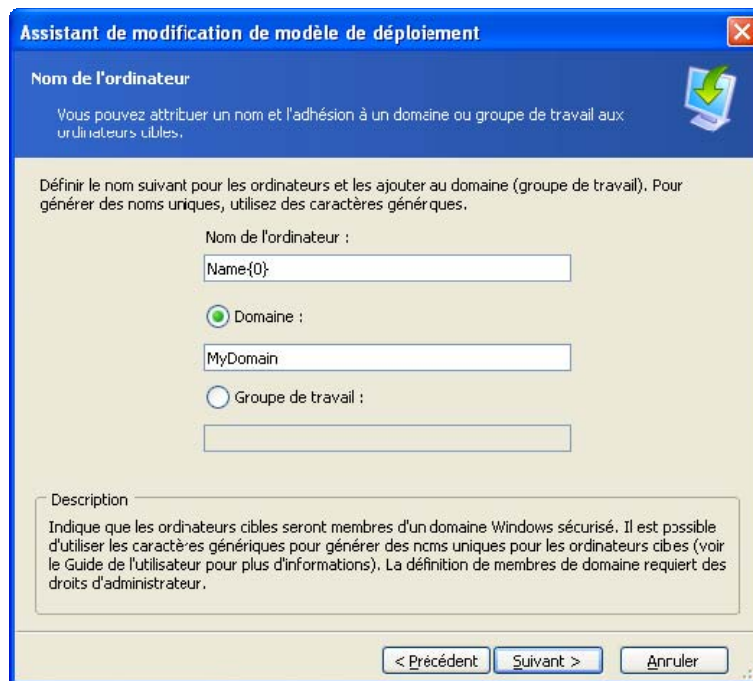 Assistant de modification de modèle de déploiement
Nom de l'ordinateur
Vous pouvez attribuer un nom et l'adhésion à un domaine ou groupe de travail aux
ordinateurs cibles.
Définir le nom suivant pour les ordinateurs et les ajouter au domaine (groupe de travail). Pour
générer des noms uniques, utilisez des caractères génériques.
Nom de l'ordinateur :
Name{0}
Domaine :
MyDomain
Groupe de travail :
Description
Indique que les ordinateurs cibles seront membres d'un domaine Windows sécurisé. Il est possible
d'utiliser les caractères génériques pour générer des noms uniques pour les ordinateurs cibles (voir
le Guide de l'utilisateur pour plus d'informations). La définition de membres de domaine requiert des
droits d'administrateur.
< Précédent
Suivant >
Annuler